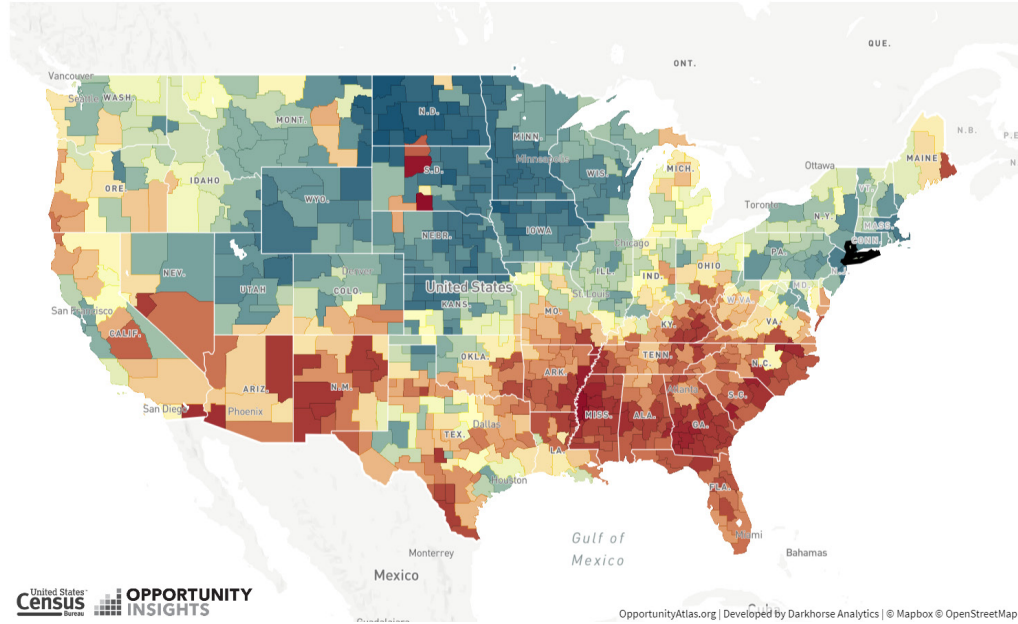 QUE.
ONT.
Vancouver
Seattle
WASH.
MONT.
N.D.
MINN.
Minneapolis
N.B.
P.E
N
Ottawa
MAINE
ORE.
IDAHO
WYO.
S.D.
WIS.
MICH.
Toronto
VT.
N.Y.
MASS.
CONN.
NEBR.
IOWA
Chicago
NEV.
UTAH
Denver
COLO.
United States
KANS.
ILL.
IND.
OHIO
PA.
N.J.
MD.
St. Louis
W.VA.
San Francisco
CALIF.
MO.
KY.
VA.
OKLA.
TENN.
N.C.
ARIZ.
N.M.
ARK.
Atlanta
S.C.
San Diego
Phoenix
MISS.
ALA.
GA.
Dallas
TEX.
LA.
Houston
FLA.
Gulf of
Mexico
Miami
Monterrey
Bahamas
Mexico
Cuba
Guadalajara
United States®
Census
Bureau
OPPORTUNITY
INSIGHTS
OpportunityAtlas.org | Developed by Darkhorse Analytics | © Mapbox © OpenStreetMap